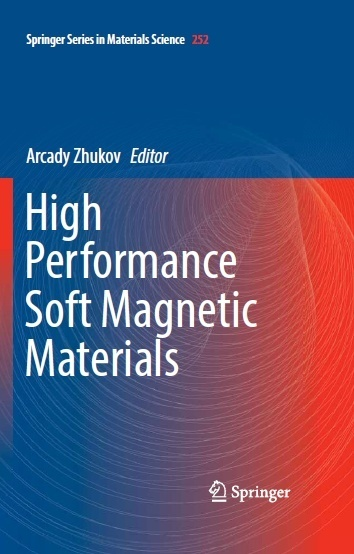 Springer Series in Materials Science 252
Arcady Zhukov Editor
High
Performance
Soft Magnetic
Materials
Springer